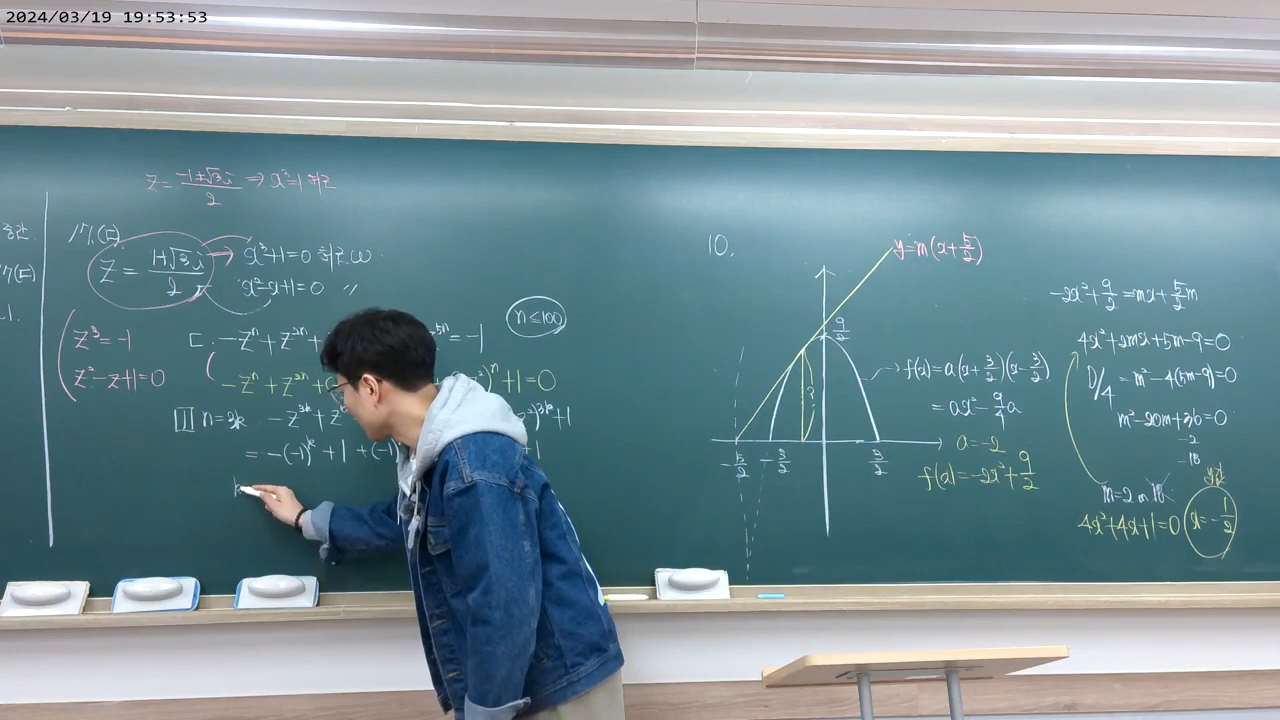 2024/03/19 19:53:53
z = (-1+√3i)/2 ⇒ x³=1 허근
17.(ㄷ)
z = (1+√3i)/2 → x³+1=0 허근 ω
x²-x+1=0 〃
z³=-1
z²-z+1=0
n≤100
ㄷ. -zⁿ+z²ⁿ+ ⁵ⁿ=-1
-zⁿ+z²ⁿ+ )ⁿ+1=0
n=3k -z³ᵏ+z )³ᵏ+1
= -(-1)ᵏ+1+(-1) +1
k
10.
y=m(x+5/2)
9/2
f(x)=a(x+3/2)(x-3/2)
=ax²-9/4a
a=-2
f(x)=-2x²+9/2
-5/2 -3/2 3/2
-2x²+9/2=mx+5/2m
4x²+2mx+5m-9=0
D/4=m²-4(5m-9)=0
m²-20m+36=0
-2
-18
m=2 or 18
4x²+4x+1=0 x=-1/2